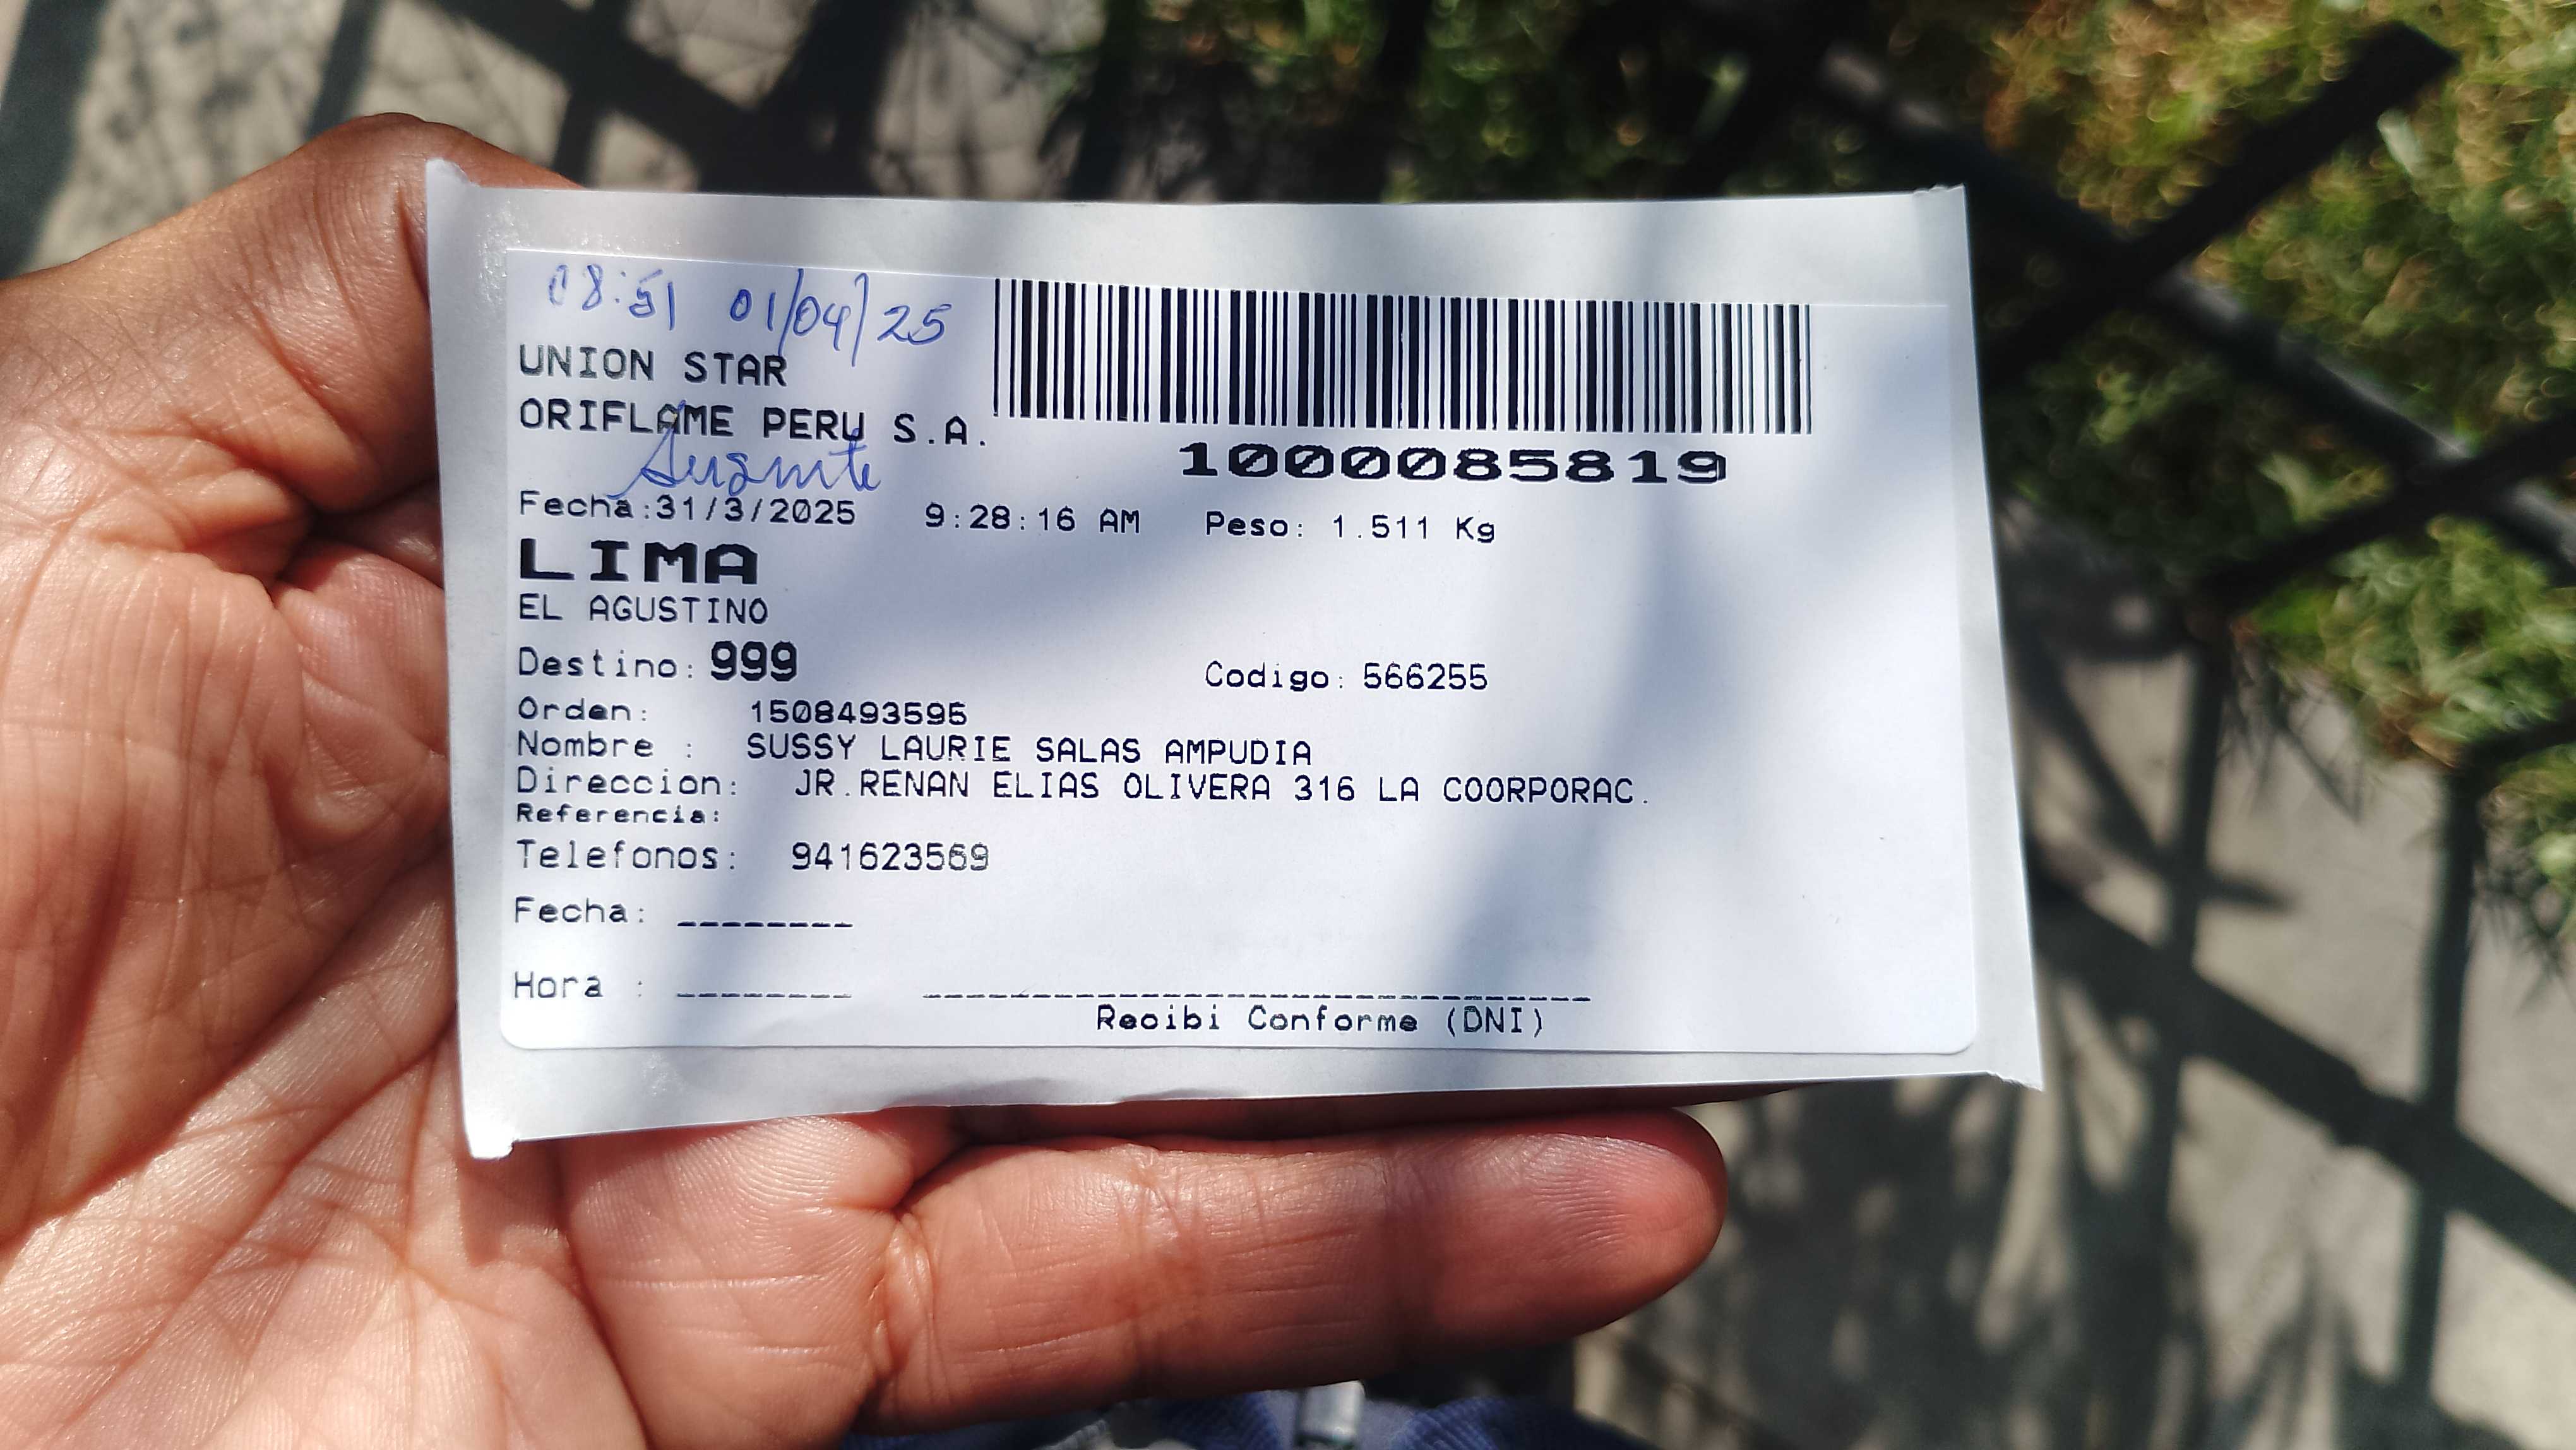 08:51 01/04/25
UNION STAR
ORIFLAME PERU S.A.
1000085819
Fecha:31/3/2025 9:28:16 AM Peso: 1.511 Kg
LIMA
EL AGUSTINO
Destino: 999 Codigo: 566255
Orden: 1508493595
Nombre : SUSSY LAURIE SALAS AMPUDIA
Direccion: JR.RENAN ELIAS OLIVERA 316 LA COORPORAC.
Referencia:
Telefonos: 941623569
Fecha: ________
Hora : ________
Recibi Conforme (DNI)